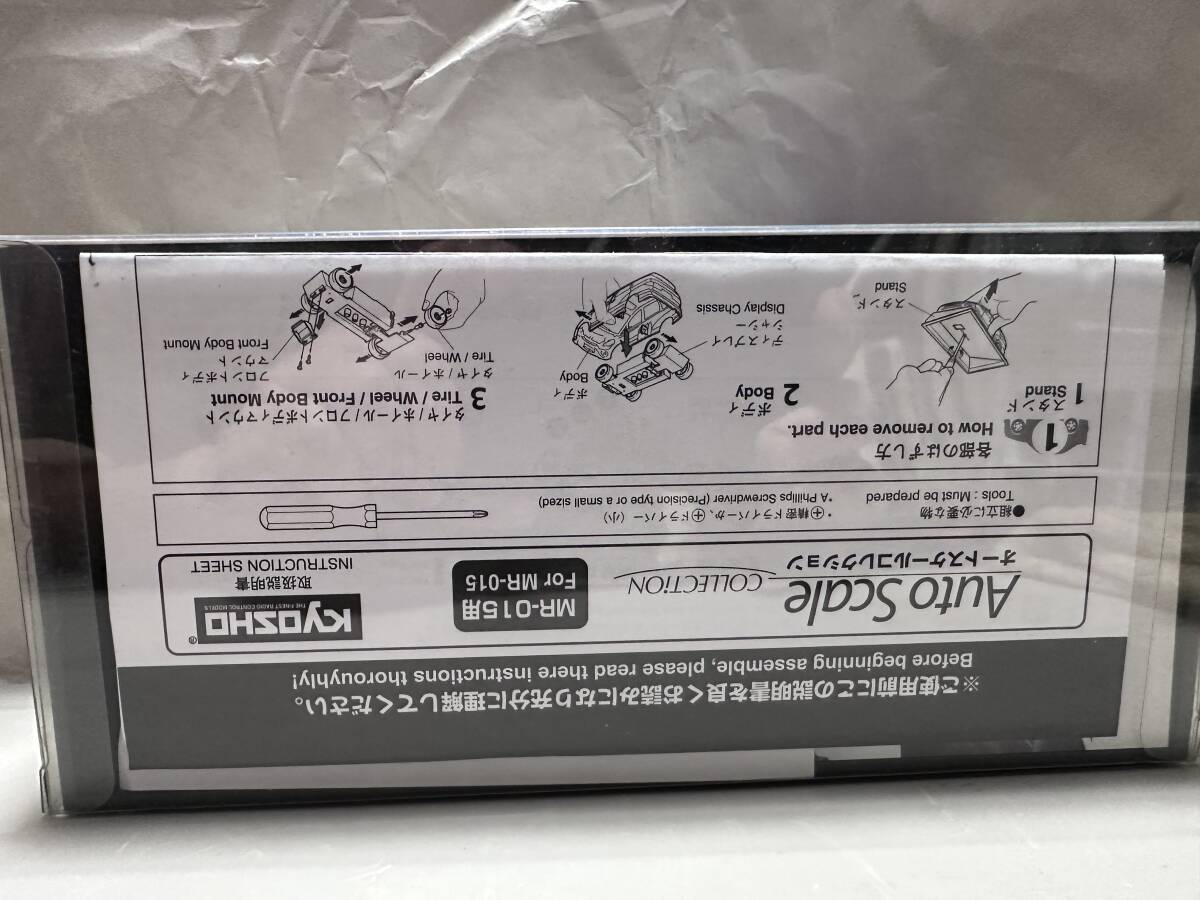 ※ご使用前にこの説明書を良くお読みになり充分に理解してください。
Before beginning assemble, please read there instructions thorouyhly!
Auto Scale COLLECTiON
オートスケールコレクション
MR-015用
For MR-015
KYOSHO®
THE FINEST RADIO CONTROL MODELS
取扱説明書
INSTRUCTION SHEET
●組立に必要な物
Tools : Must be prepared
*⊕精密ドライバーか、⊕ドライバー（小）
*A Phillips Screwdriver (Precision type or a small sized)
1
各部のはずし方
How to remove each part.
1
スタンド
Stand
スタンド
Stand
2
ボディ
Body
ボディ
Body
ディスプレイ
シャシー
Display Chassis
3
タイヤ / ホイール / フロントボディマウント
Tire / Wheel / Front Body Mount
タイヤ / ホイール
Tire / Wheel
フロントボディ
マウント
Front Body Mount